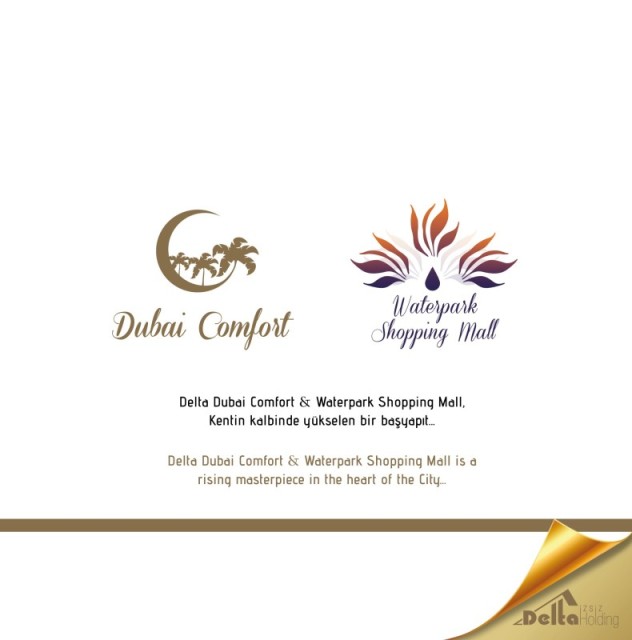 Dubai Comfort
Waterpark
Shopping Mall
Delta Dubai Comfort & Waterpark Shopping Mall,
Kentin kalbinde yükselen bir başyapıt...
Delta Dubai Comfort & Waterpark Shopping Mall is a
rising masterpiece in the heart of the City...
Delta Holding